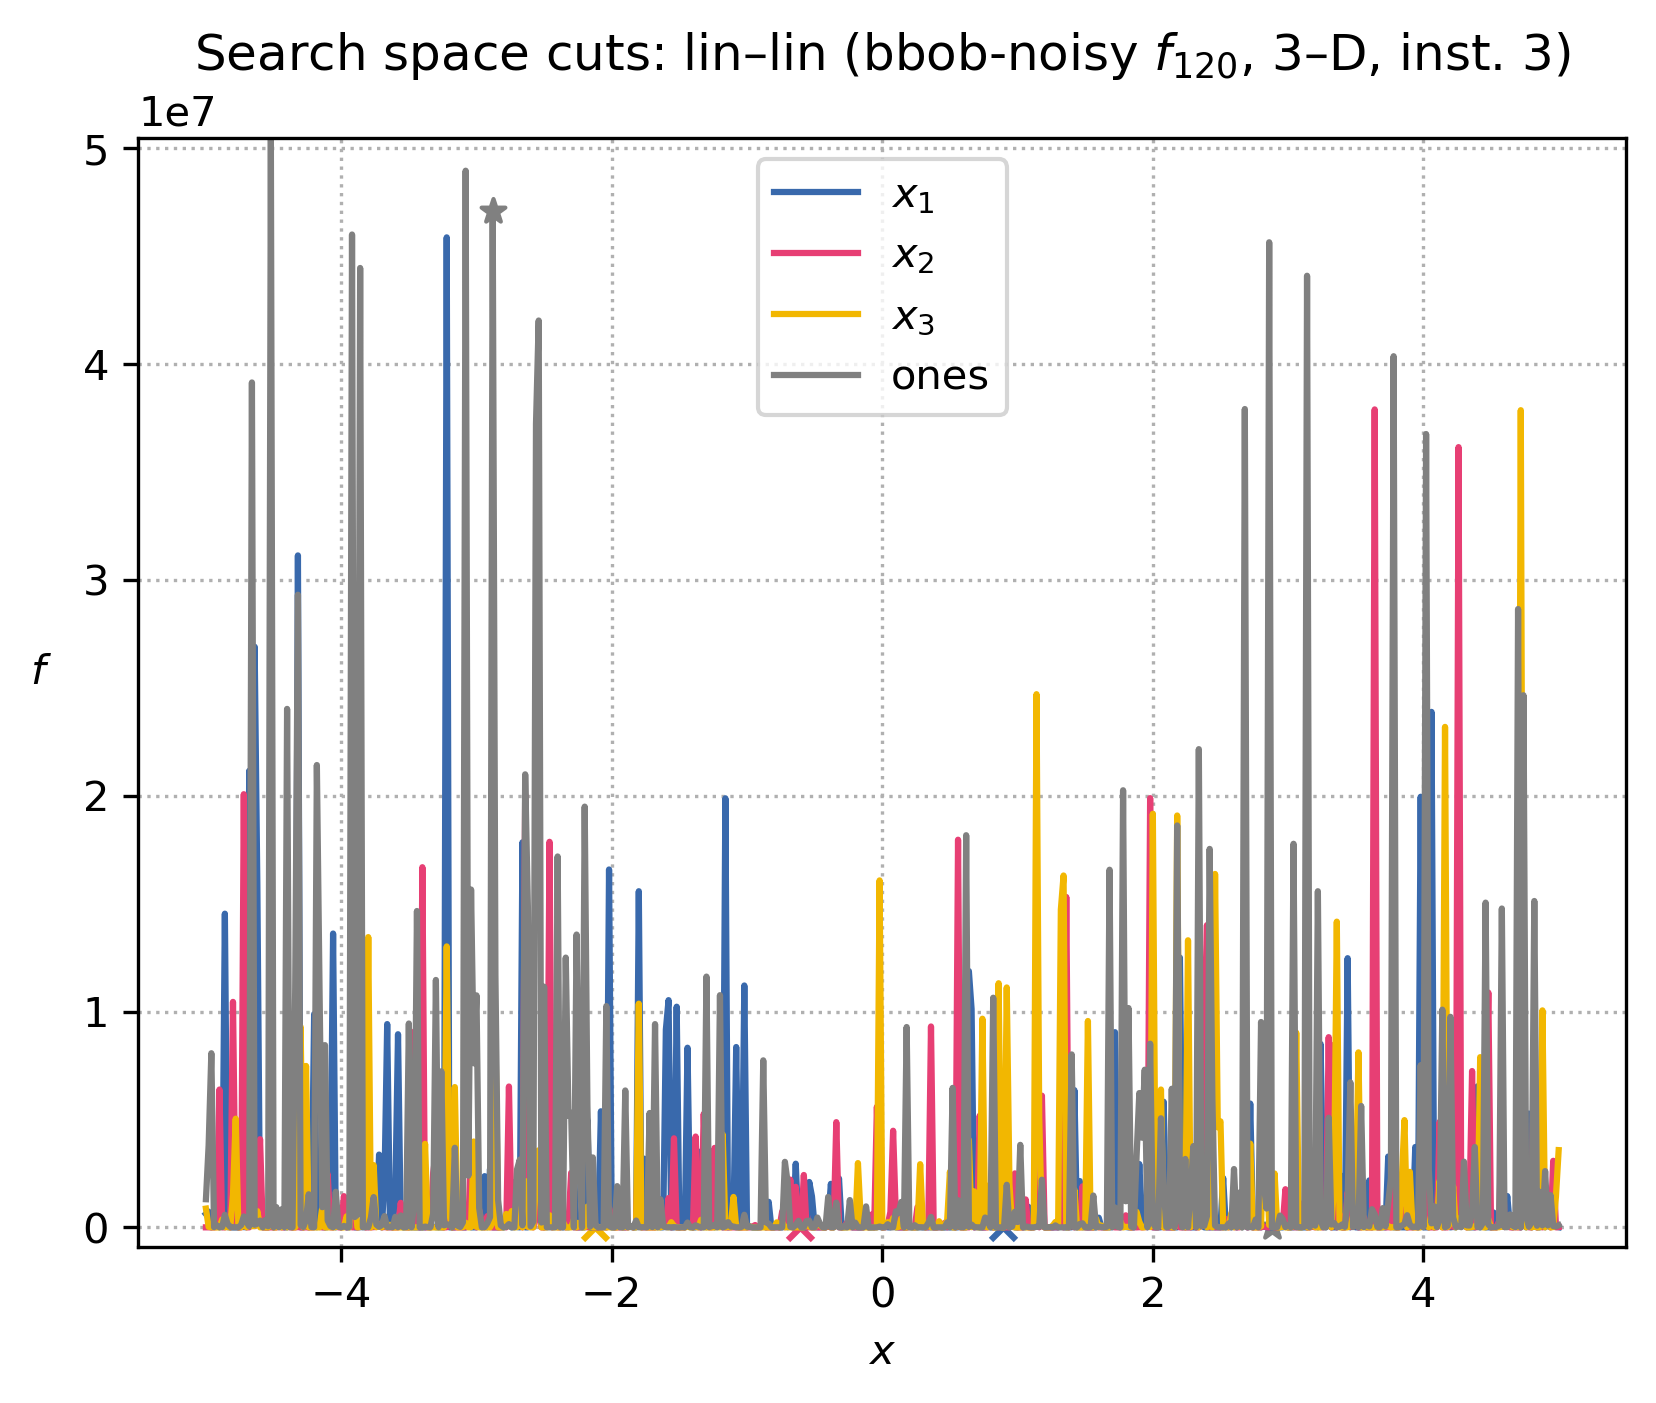 Search space cuts: lin–lin (bbob-noisy f₁₂₀, 3–D, inst. 3)
1e7
5
4
3
2
1
0
f
x₁
x₂
x₃
ones
−4 −2 0 2 4
x